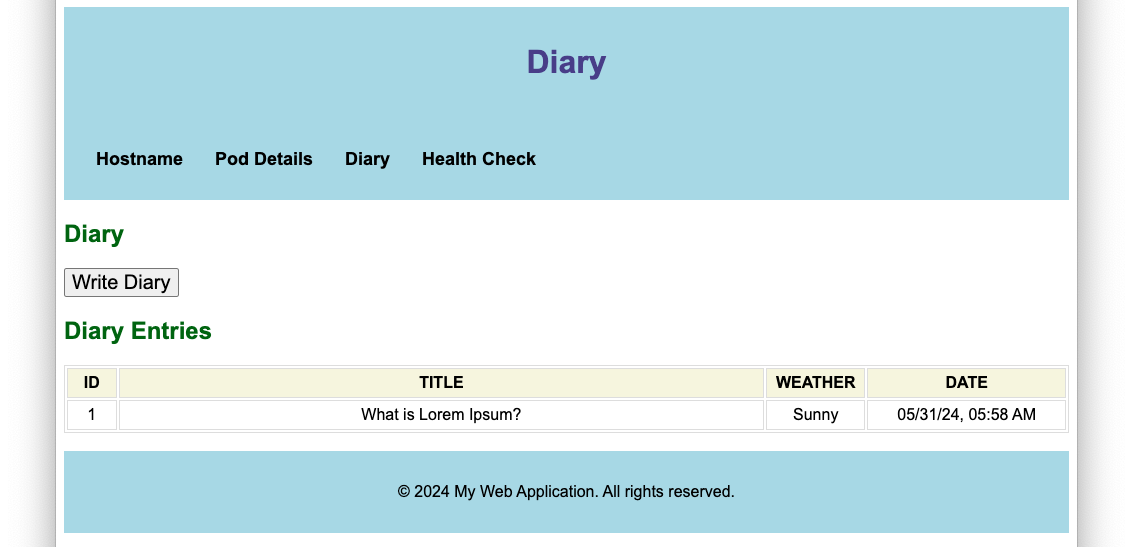 Diary
Hostname Pod Details Diary Health Check
Diary
Write Diary
Diary Entries
ID TITLE WEATHER DATE
1 What is Lorem Ipsum? Sunny 05/31/24, 05:58 AM
© 2024 My Web Application. All rights reserved.